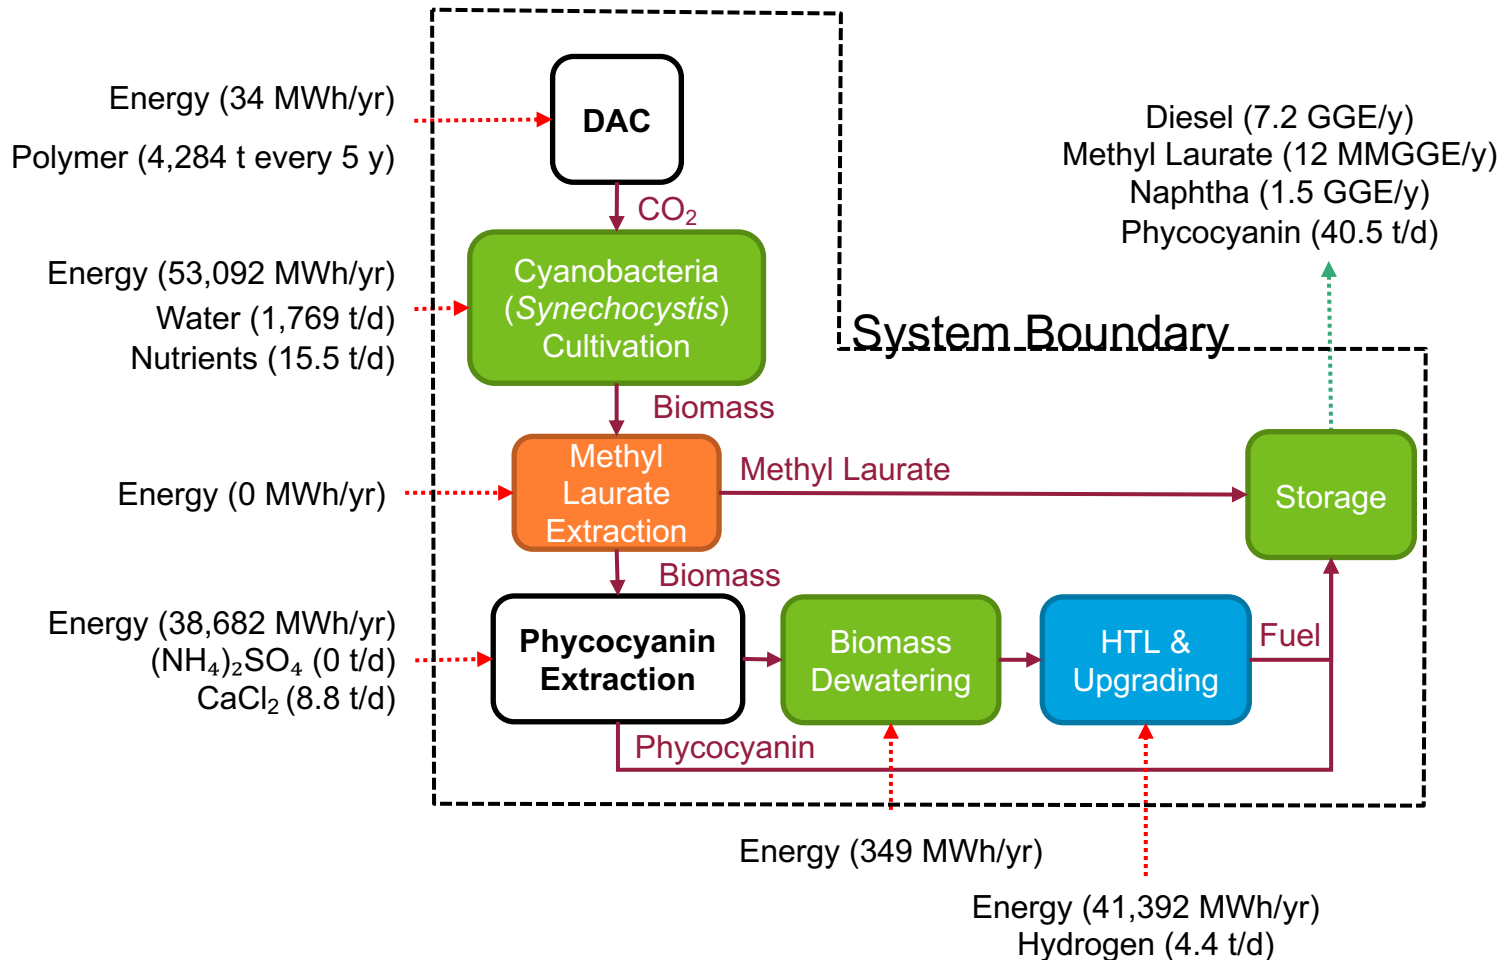 Energy (34 MWh/yr)
Polymer (4,284 t every 5 y)
DAC
CO₂
Diesel (7.2 GGE/y)
Methyl Laurate (12 MMGGE/y)
Naphtha (1.5 GGE/y)
Phycocyanin (40.5 t/d)
Energy (53,092 MWh/yr)
Water (1,769 t/d)
Nutrients (15.5 t/d)
Cyanobacteria
(Synechocystis)
Cultivation
System Boundary
Biomass
Energy (0 MWh/yr)
Methyl
Laurate
Extraction
Methyl Laurate
Storage
Biomass
Energy (38,682 MWh/yr)
(NH₄)₂SO₄ (0 t/d)
CaCl₂ (8.8 t/d)
Phycocyanin
Extraction
Biomass
Dewatering
HTL &
Upgrading
Fuel
Phycocyanin
Energy (349 MWh/yr)
Energy (41,392 MWh/yr)
Hydrogen (4.4 t/d)